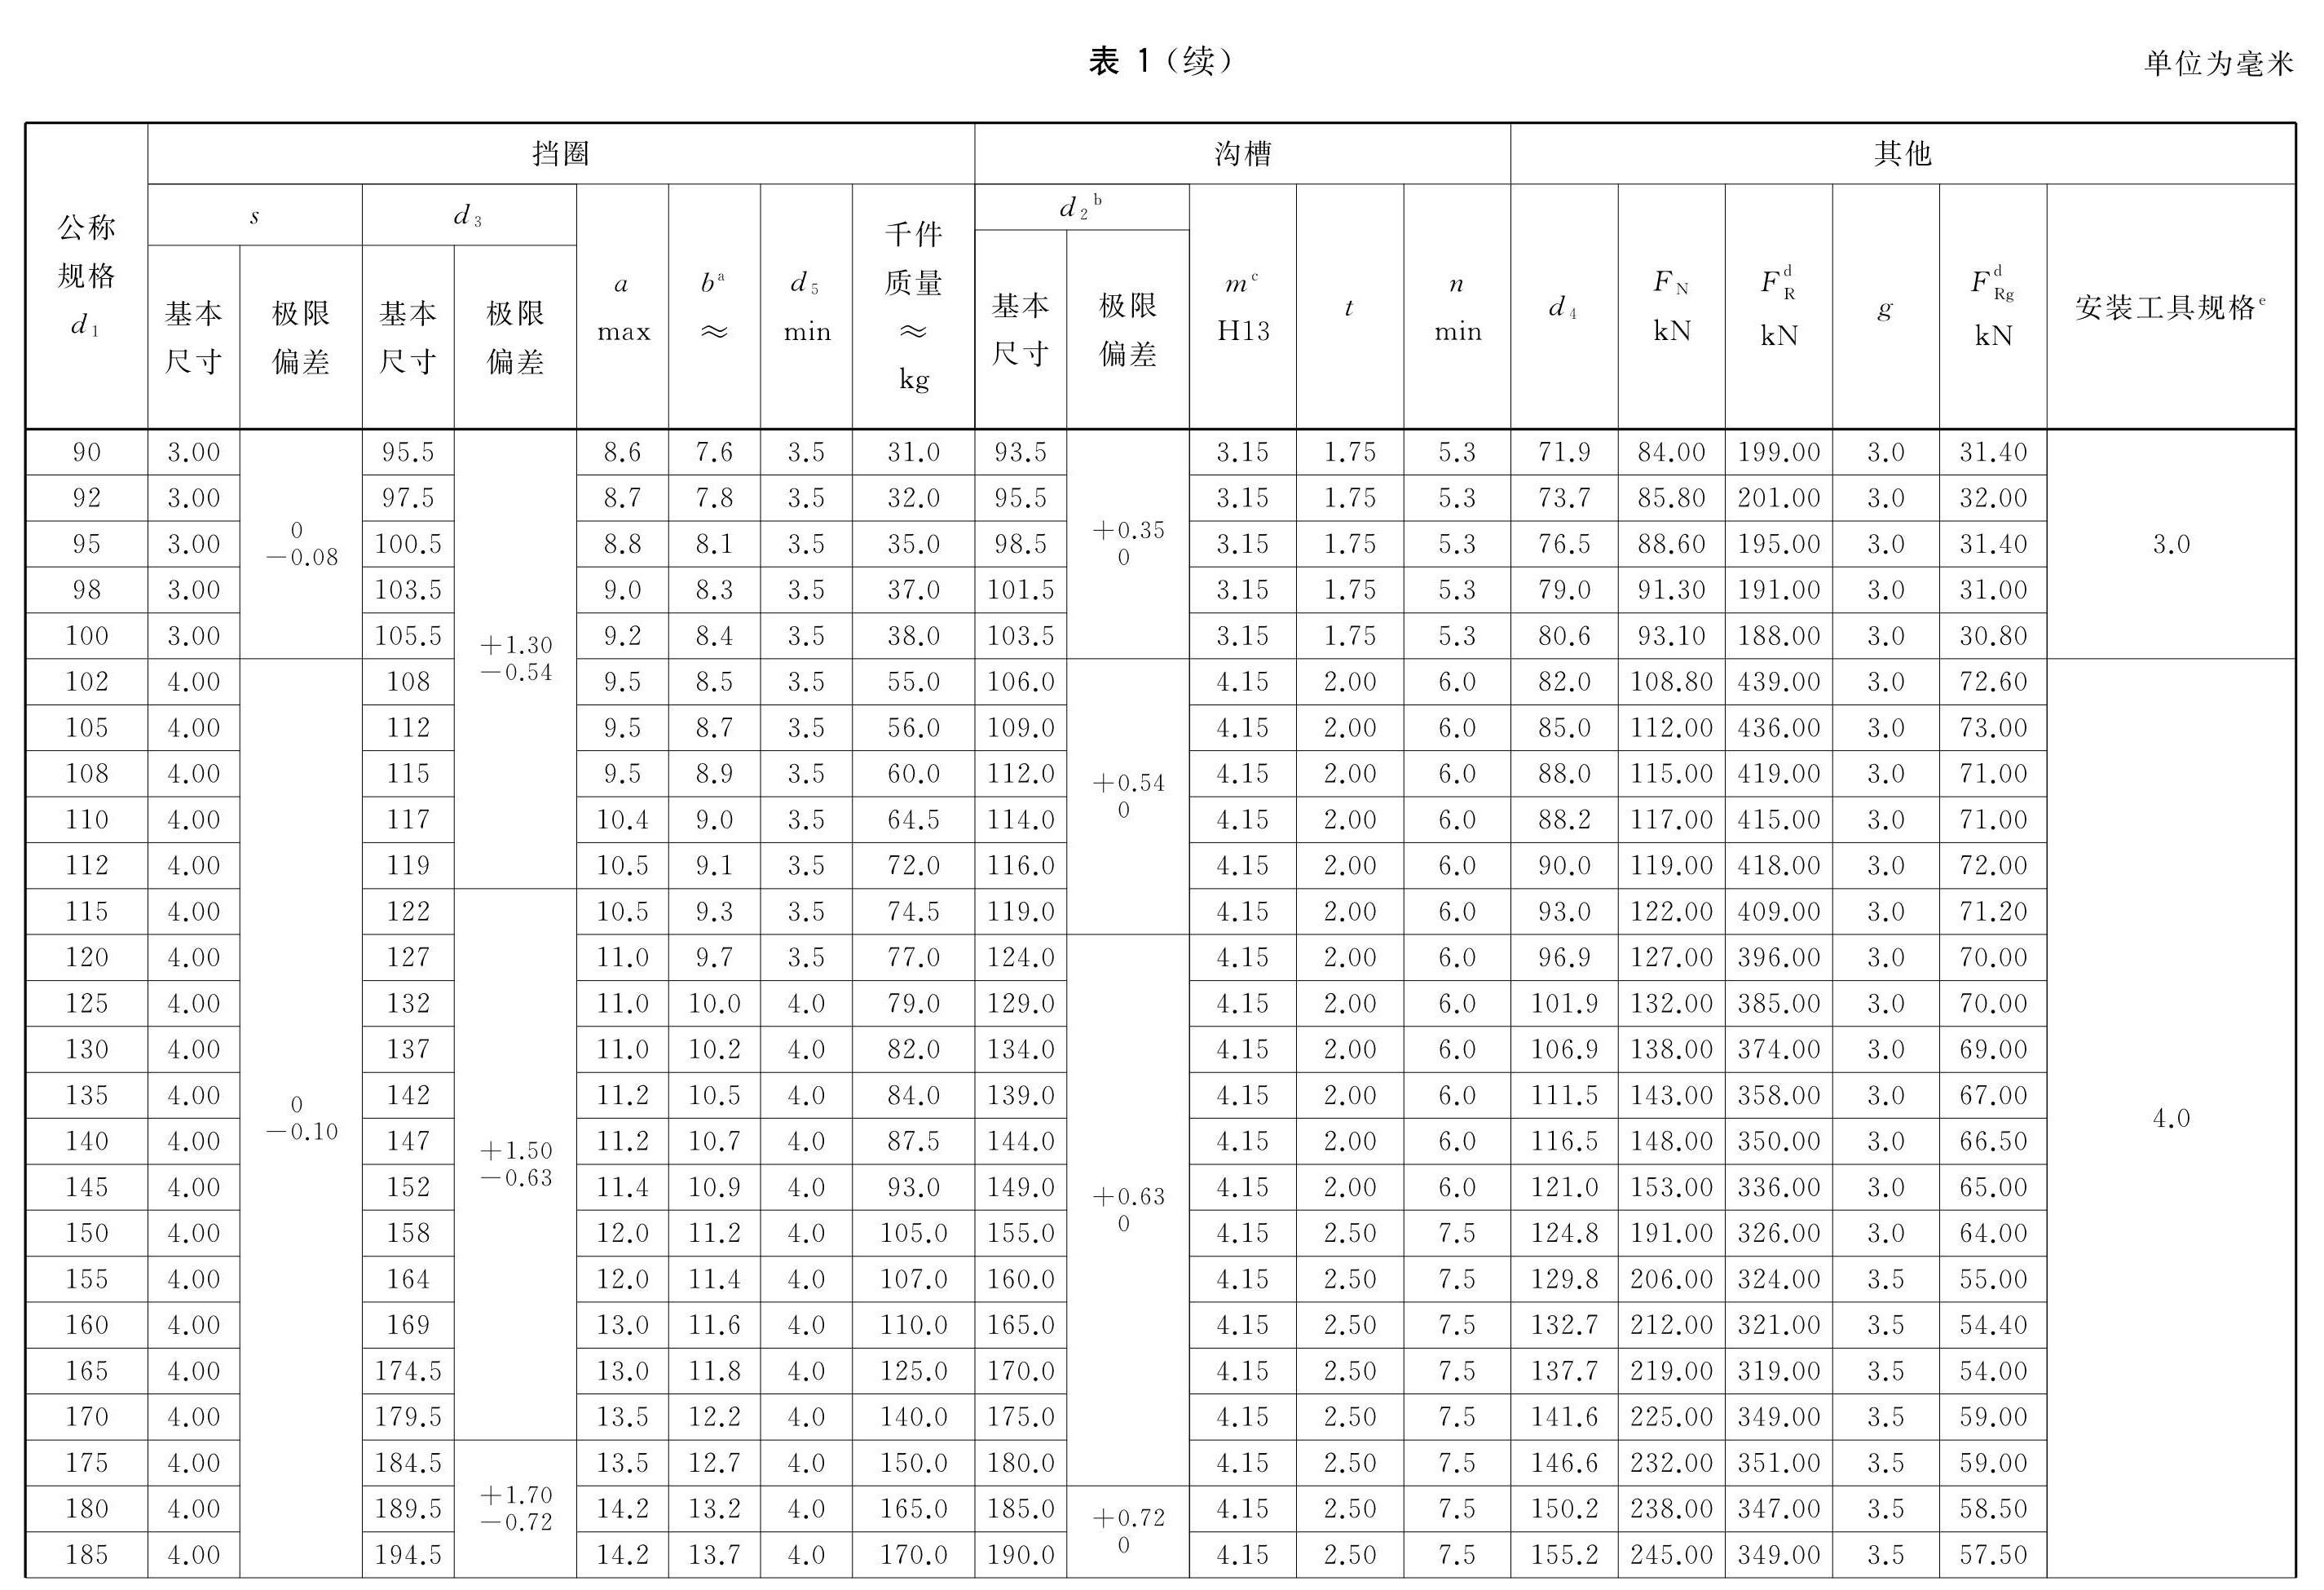 表 1（续）
单位为毫米
公称规格 d1 挡圈 沟槽 其他
s d3 a max bᵃ ≈ d5 min 千件质量 ≈ kg d2ᵇ mᶜ H13 t n min d4 FN kN FRᵈ kN g FRgᵈ kN 安装工具规格ᵉ
基本尺寸 极限偏差 基本尺寸 极限偏差 基本尺寸 极限偏差
90 3.00 0 −0.08 95.5 +1.30 −0.54 8.6 7.6 3.5 31.0 93.5 +0.35 0 3.15 1.75 5.3 71.9 84.00 199.00 3.0 31.40 3.0
92 3.00 97.5 8.7 7.8 3.5 32.0 95.5 3.15 1.75 5.3 73.7 85.80 201.00 3.0 32.00
95 3.00 100.5 8.8 8.1 3.5 35.0 98.5 3.15 1.75 5.3 76.5 88.60 195.00 3.0 31.40
98 3.00 103.5 9.0 8.3 3.5 37.0 101.5 3.15 1.75 5.3 79.0 91.30 191.00 3.0 31.00
100 3.00 105.5 9.2 8.4 3.5 38.0 103.5 3.15 1.75 5.3 80.6 93.10 188.00 3.0 30.80
102 4.00 0 −0.10 108 9.5 8.5 3.5 55.0 106.0 +0.54 0 4.15 2.00 6.0 82.0 108.80 439.00 3.0 72.60 4.0
105 4.00 112 9.5 8.7 3.5 56.0 109.0 4.15 2.00 6.0 85.0 112.00 436.00 3.0 73.00
108 4.00 115 9.5 8.9 3.5 60.0 112.0 4.15 2.00 6.0 88.0 115.00 419.00 3.0 71.00
110 4.00 117 10.4 9.0 3.5 64.5 114.0 4.15 2.00 6.0 88.2 117.00 415.00 3.0 71.00
112 4.00 119 10.5 9.1 3.5 72.0 116.0 4.15 2.00 6.0 90.0 119.00 418.00 3.0 72.00
115 4.00 122 +1.50 −0.63 10.5 9.3 3.5 74.5 119.0 4.15 2.00 6.0 93.0 122.00 409.00 3.0 71.20
120 4.00 127 11.0 9.7 3.5 77.0 124.0 +0.63 0 4.15 2.00 6.0 96.9 127.00 396.00 3.0 70.00
125 4.00 132 11.0 10.0 4.0 79.0 129.0 4.15 2.00 6.0 101.9 132.00 385.00 3.0 70.00
130 4.00 137 11.0 10.2 4.0 82.0 134.0 4.15 2.00 6.0 106.9 138.00 374.00 3.0 69.00
135 4.00 142 11.2 10.5 4.0 84.0 139.0 4.15 2.00 6.0 111.5 143.00 358.00 3.0 67.00
140 4.00 147 11.2 10.7 4.0 87.5 144.0 4.15 2.00 6.0 116.5 148.00 350.00 3.0 66.50
145 4.00 152 11.4 10.9 4.0 93.0 149.0 4.15 2.00 6.0 121.0 153.00 336.00 3.0 65.00
150 4.00 158 12.0 11.2 4.0 105.0 155.0 4.15 2.50 7.5 124.8 191.00 326.00 3.0 64.00
155 4.00 164 12.0 11.4 4.0 107.0 160.0 4.15 2.50 7.5 129.8 206.00 324.00 3.5 55.00
160 4.00 169 13.0 11.6 4.0 110.0 165.0 4.15 2.50 7.5 132.7 212.00 321.00 3.5 54.40
165 4.00 174.5 13.0 11.8 4.0 125.0 170.0 4.15 2.50 7.5 137.7 219.00 319.00 3.5 54.00
170 4.00 179.5 13.5 12.2 4.0 140.0 175.0 4.15 2.50 7.5 141.6 225.00 349.00 3.5 59.00
175 4.00 184.5 +1.70 −0.72 13.5 12.7 4.0 150.0 180.0 4.15 2.50 7.5 146.6 232.00 351.00 3.5 59.00
180 4.00 189.5 14.2 13.2 4.0 165.0 185.0 +0.72 0 4.15 2.50 7.5 150.2 238.00 347.00 3.5 58.50
185 4.00 194.5 14.2 13.7 4.0 170.0 190.0 4.15 2.50 7.5 155.2 245.00 349.00 3.5 57.50